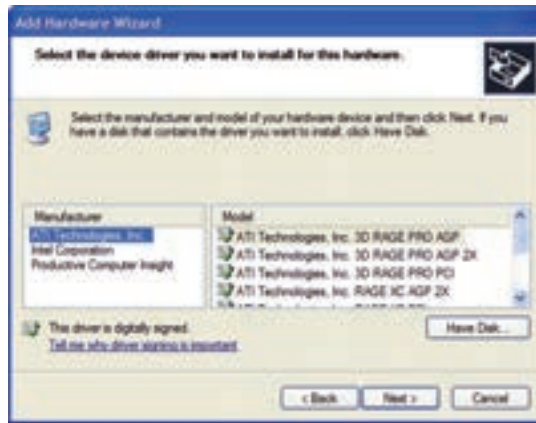 Add Hardware Wizard
Select the device driver you want to install for this hardware.
Select the manufacturer and model of your hardware device and then click Next. If you
have a disk that contains the driver you want to install, click Have Disk.
Manufacturer
ATI Technologies, Inc.
Intel Corporation
Productive Computer Insight
Model
ATI Technologies, Inc. 3D RAGE PRO AGP
ATI Technologies, Inc. 3D RAGE PRO AGP 2X
ATI Technologies, Inc. 3D RAGE PRO PCI
ATI Technologies, Inc. RAGE XC AGP 2X
This driver is digitally signed.
Tell me why driver signing is important
Have Disk...
< Back
Next >
Cancel